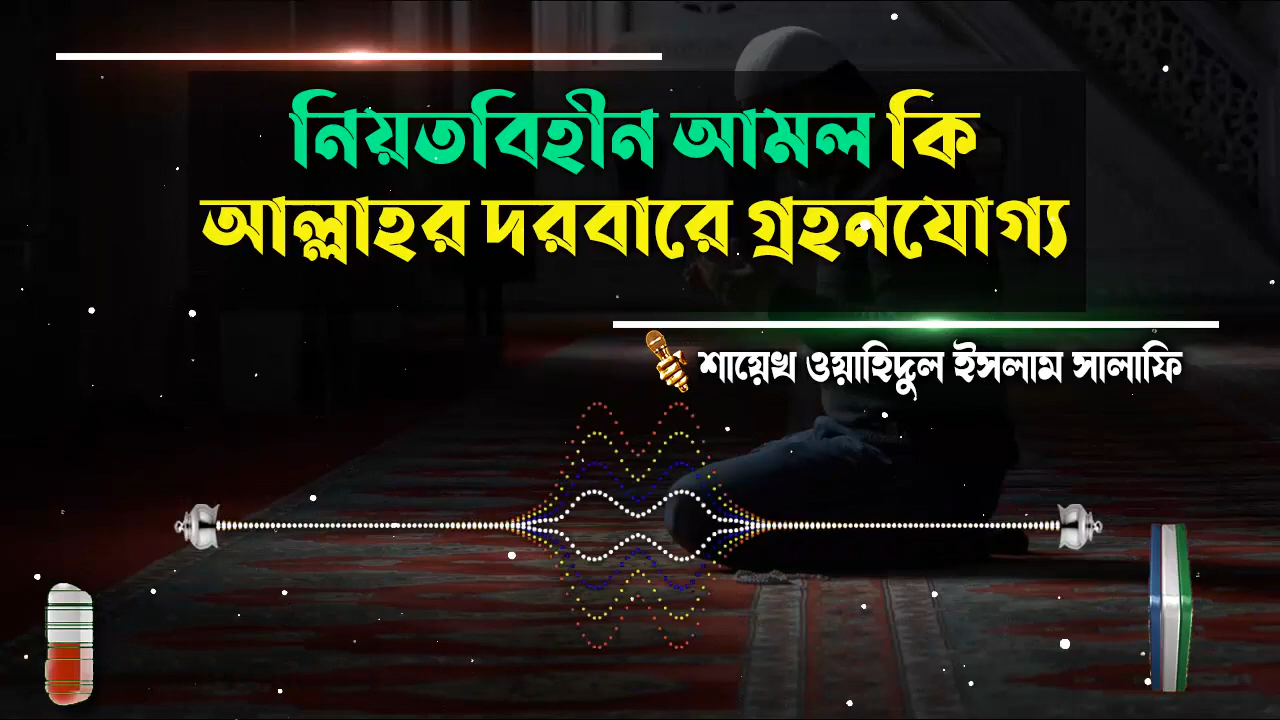 নিয়তবিহীন আমল কি
আল্লাহর দরবারে গ্রহনযোগ্য
শায়েখ ওয়াহিদুল ইসলাম সালাফি